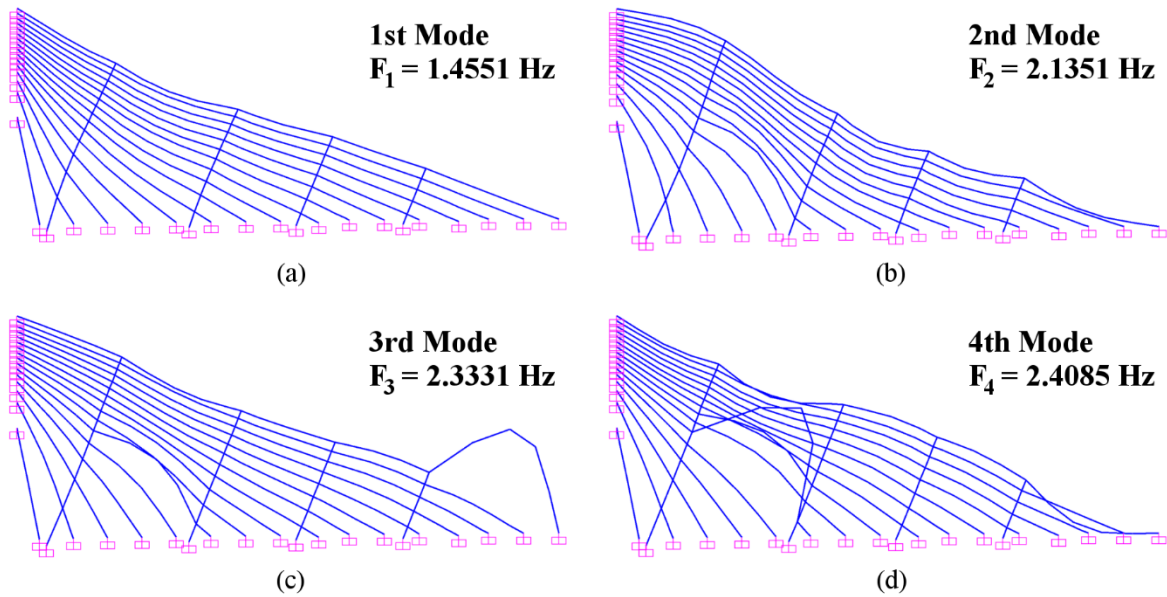 1st Mode
F1 = 1.4551 Hz
(a)
2nd Mode
F2 = 2.1351 Hz
(b)
3rd Mode
F3 = 2.3331 Hz
(c)
4th Mode
F4 = 2.4085 Hz
(d)